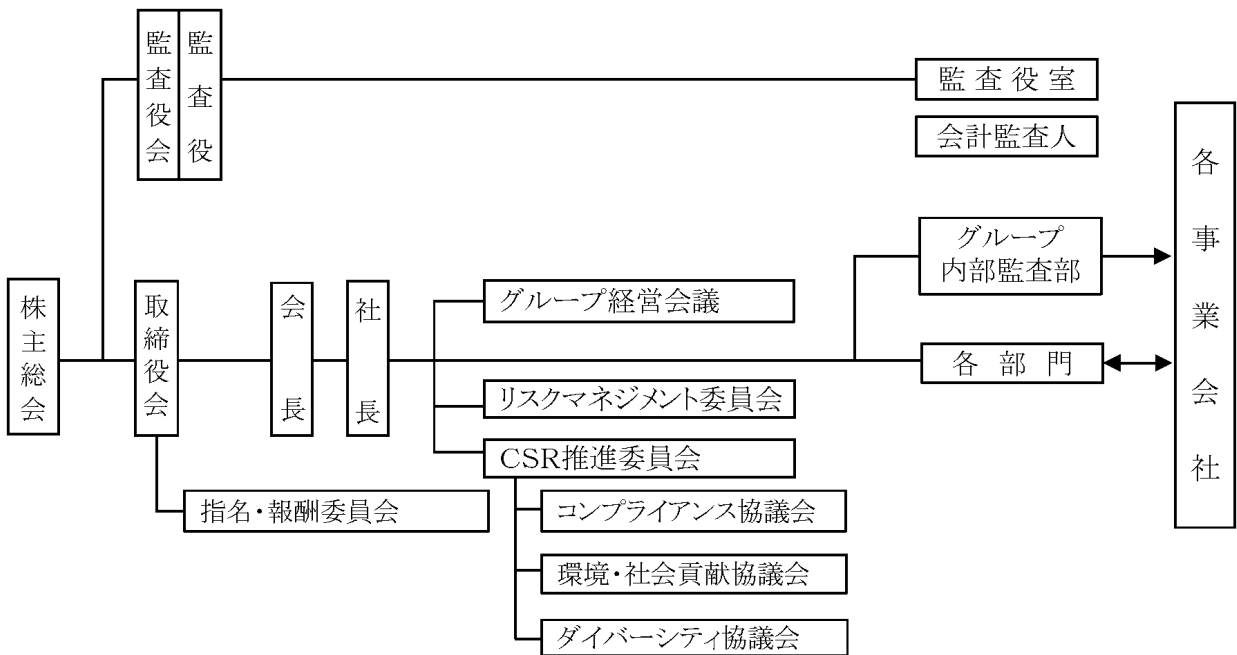 監査役会
監査役
監査役室
会計監査人
各事業会社
グループ
内部監査部
株主総会
取締役会
会長
社長
グループ経営会議
各部門
リスクマネジメント委員会
CSR推進委員会
指名・報酬委員会
コンプライアンス協議会
環境・社会貢献協議会
ダイバーシティ協議会